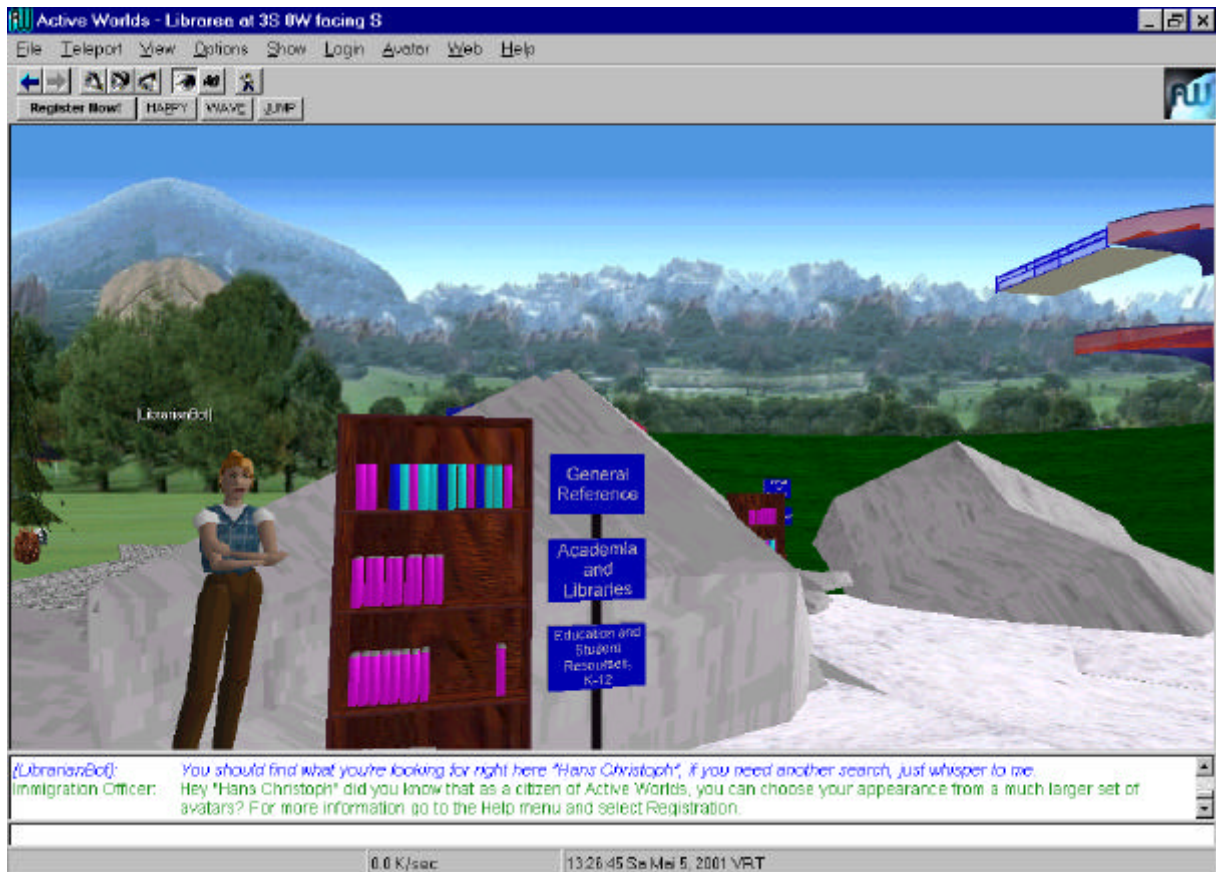 Active Worlds - Librarea at 3S 0W facing S
File Teleport View Options Show Login Avatar Web Help
Register Now! HAPPY WAVE JUMP
AW
[LibrarianBot]
General
Reference
Academia
and
Libraries
Education and
Student
Resources,
K-12
[LibrarianBot]: You should find what you're looking for right here "Hans Christoph", if you need another search, just whisper to me.
Immigration Officer: Hey "Hans Christoph" did you know that as a citizen of Active Worlds, you can choose your appearance from a much larger set of
avatars? For more information go to the Help menu and select Registration.
0.0 K/sec 13:26:45 Sa Mai 5, 2001 VRT